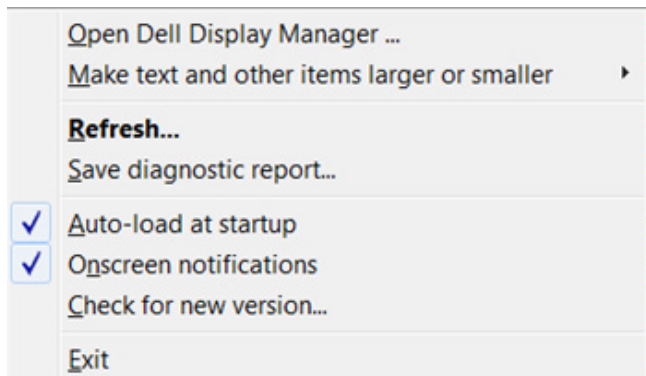 Open Dell Display Manager ...
Make text and other items larger or smaller
Refresh...
Save diagnostic report...
Auto-load at startup
Onscreen notifications
Check for new version...
Exit